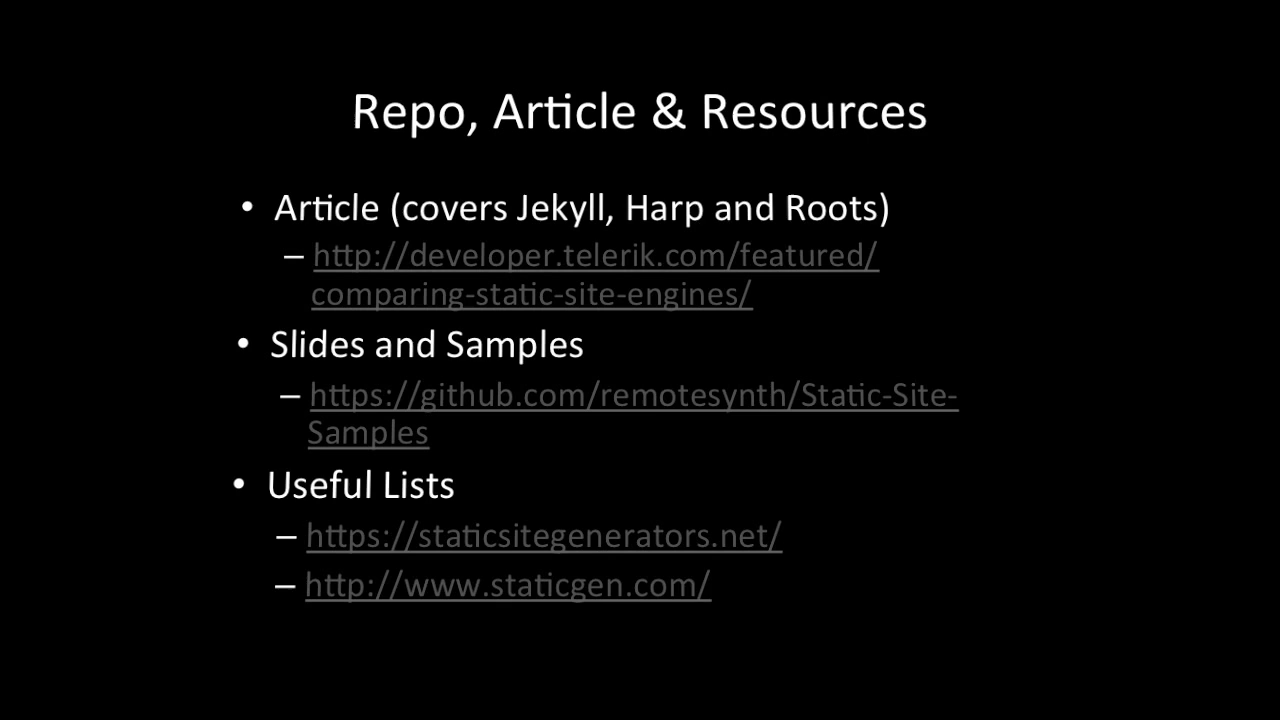 Repo, Article & Resources
• Article (covers Jekyll, Harp and Roots)
– http://developer.telerik.com/featured/
comparing-static-site-engines/
• Slides and Samples
– https://github.com/remotesynth/Static-Site-
Samples
• Useful Lists
– https://staticsitegenerators.net/
– http://www.staticgen.com/